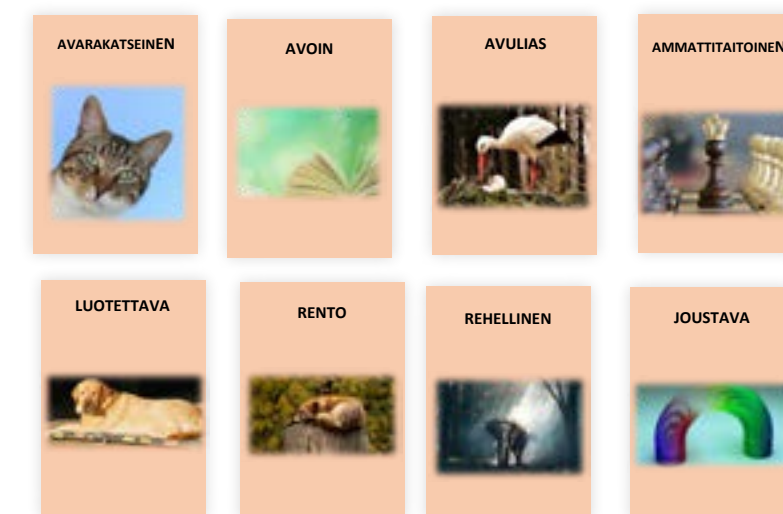 AVARAKATSEINEN
AVOIN
AVULIAS
AMMATTITAITOINEN
LUOTETTAVA
RENTO
REHELLINEN
JOUSTAVA